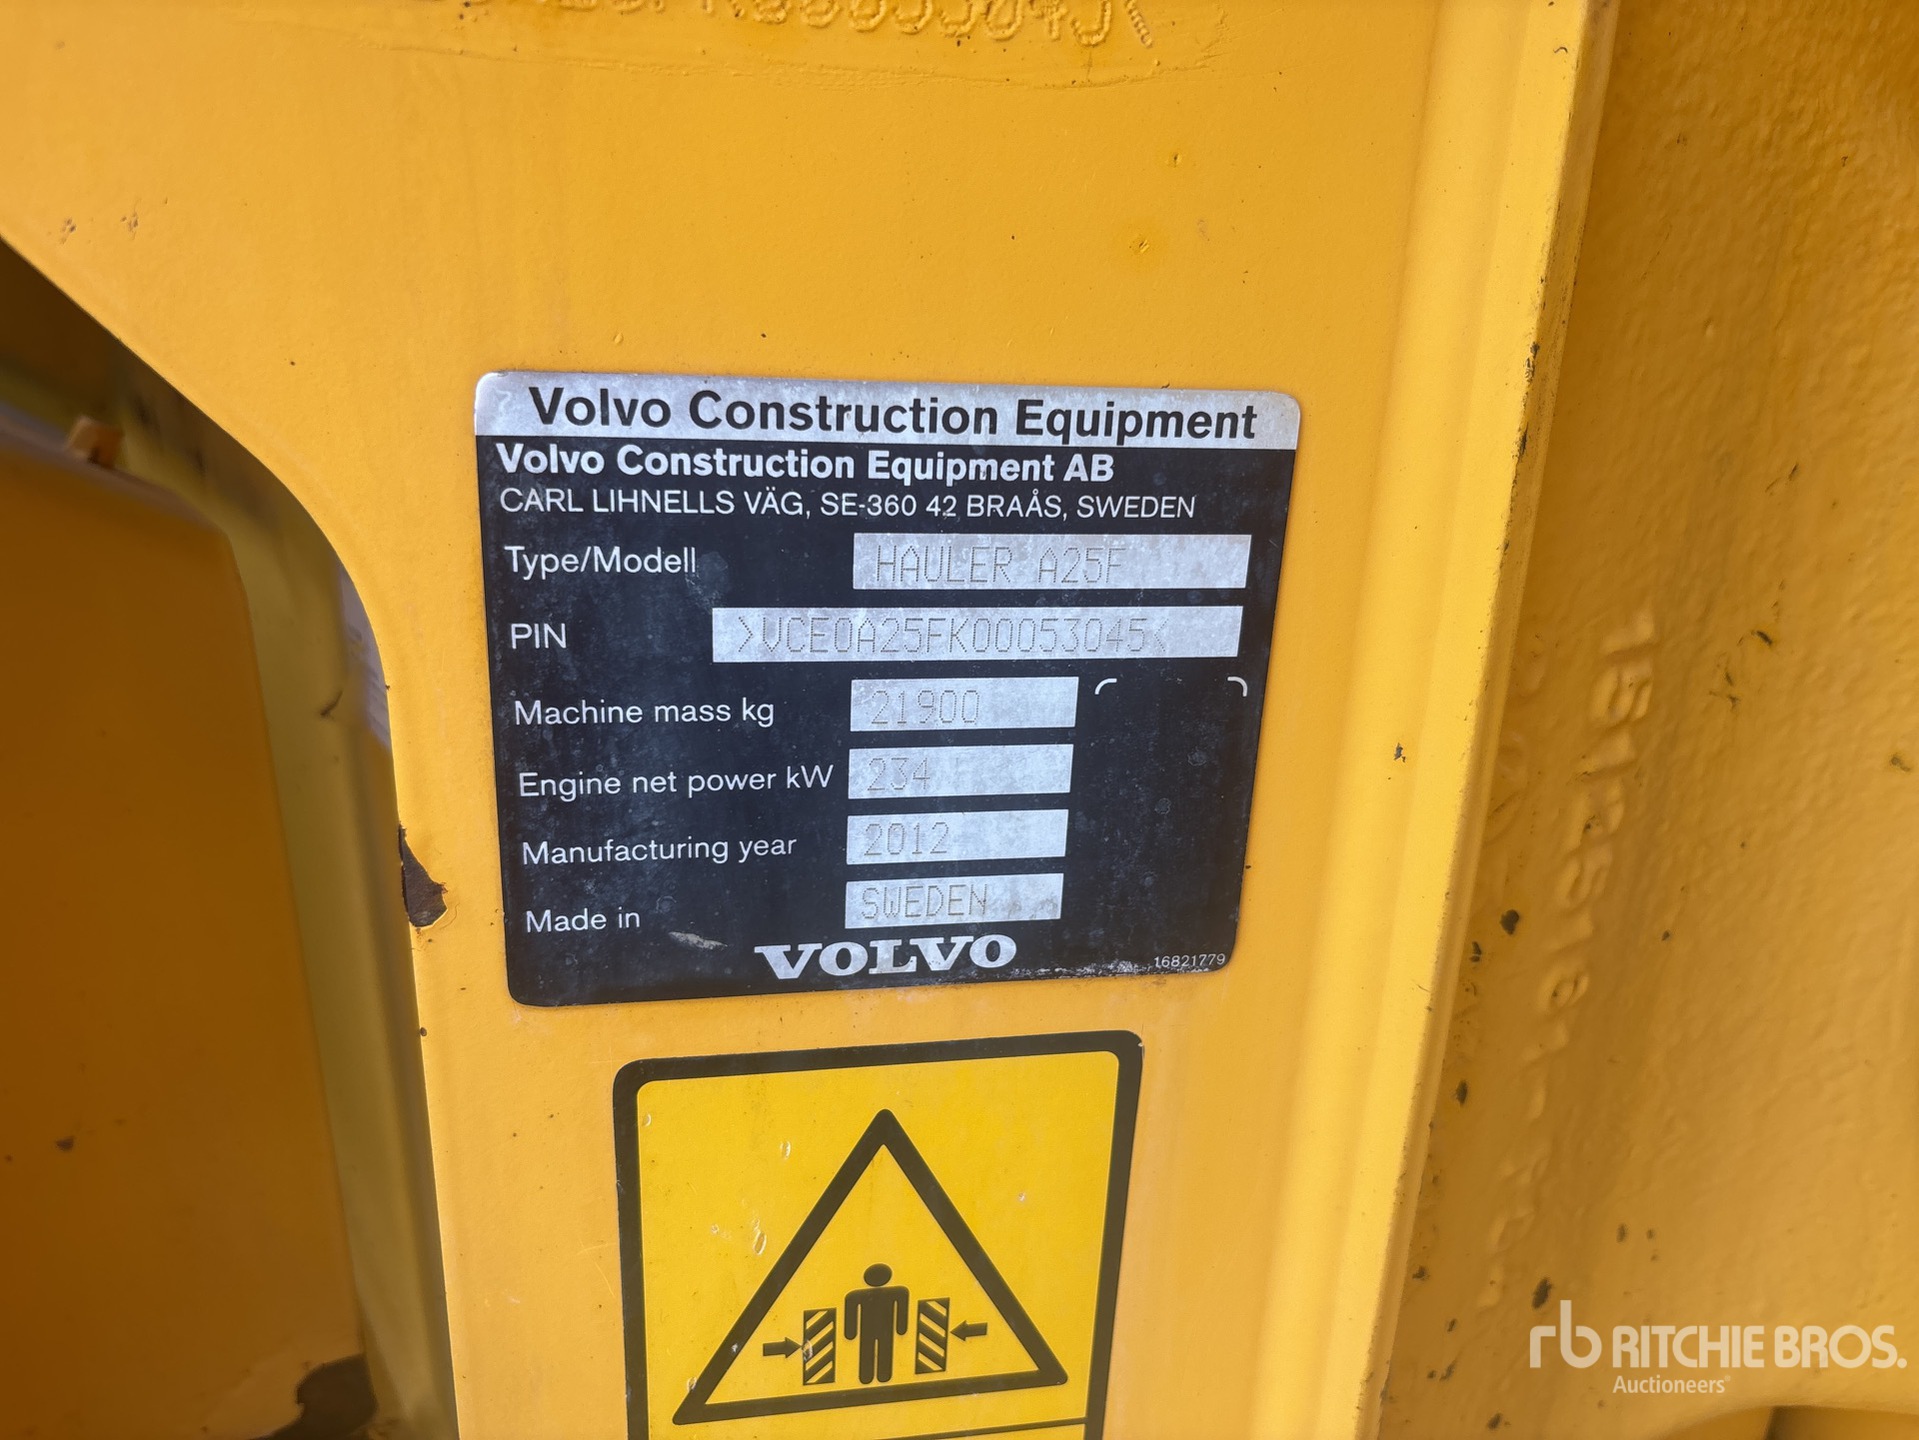 Volvo Construction Equipment
Volvo Construction Equipment AB
CARL LIHNELLS VÄG, SE-360 42 BRAÅS, SWEDEN
Type/Modell HAULER A25F
PIN >VCE0A25FK00053045<
Machine mass kg 21900
Engine net power kW 234
Manufacturing year 2012
Made in SWEDEN
VOLVO
16821779
rb RITCHIE BROS.
Auctioneers